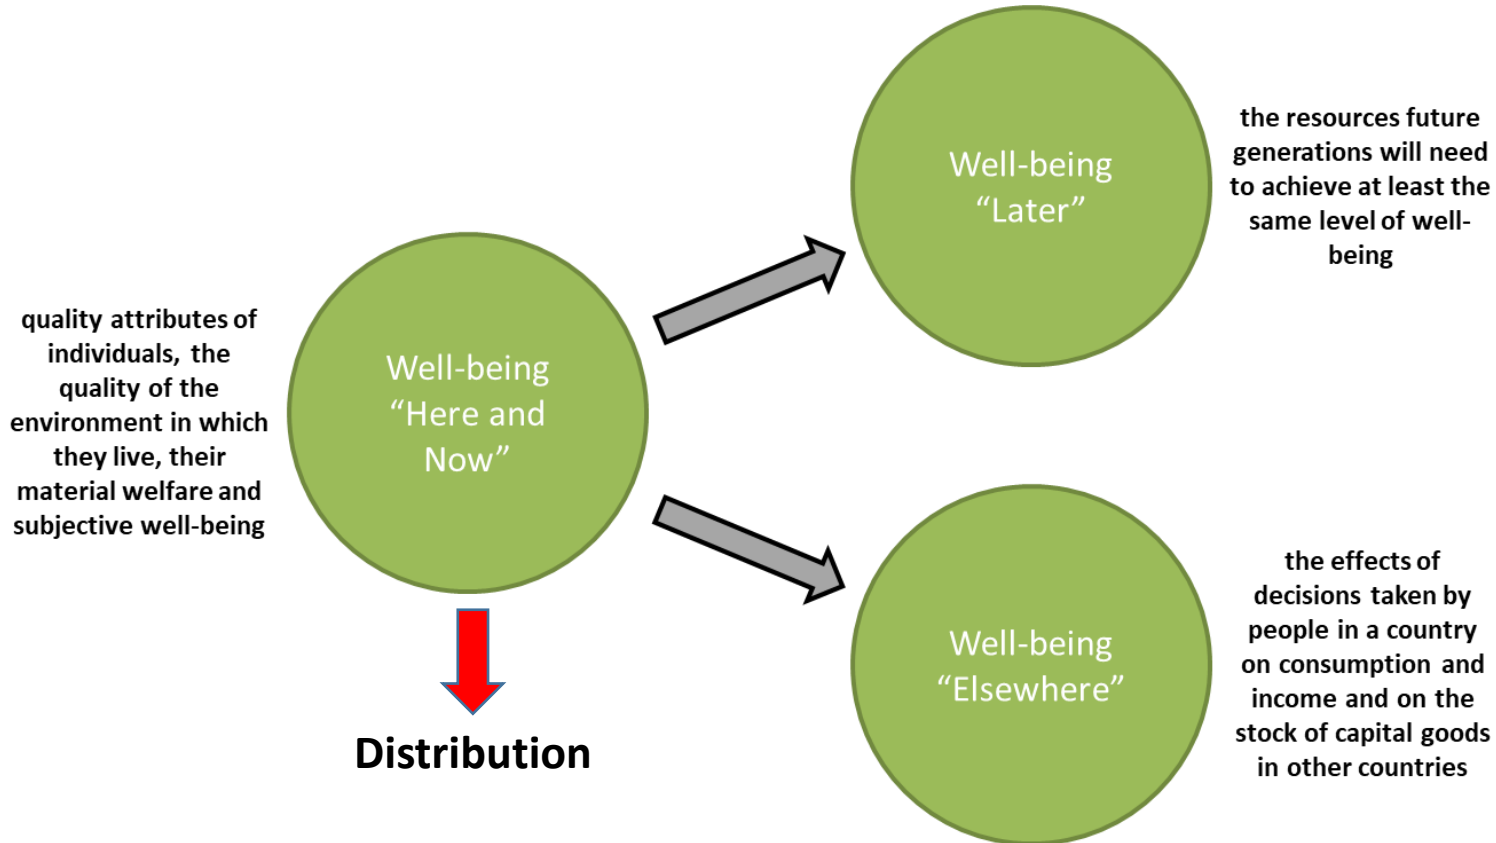 quality attributes of
individuals, the
quality of the
environment in which
they live, their
material welfare and
subjective well-being
Well-being
“Here and
Now”
Distribution
Well-being
“Later”
the resources future
generations will need
to achieve at least the
same level of well-
being
Well-being
“Elsewhere”
the effects of
decisions taken by
people in a country
on consumption and
income and on the
stock of capital goods
in other countries